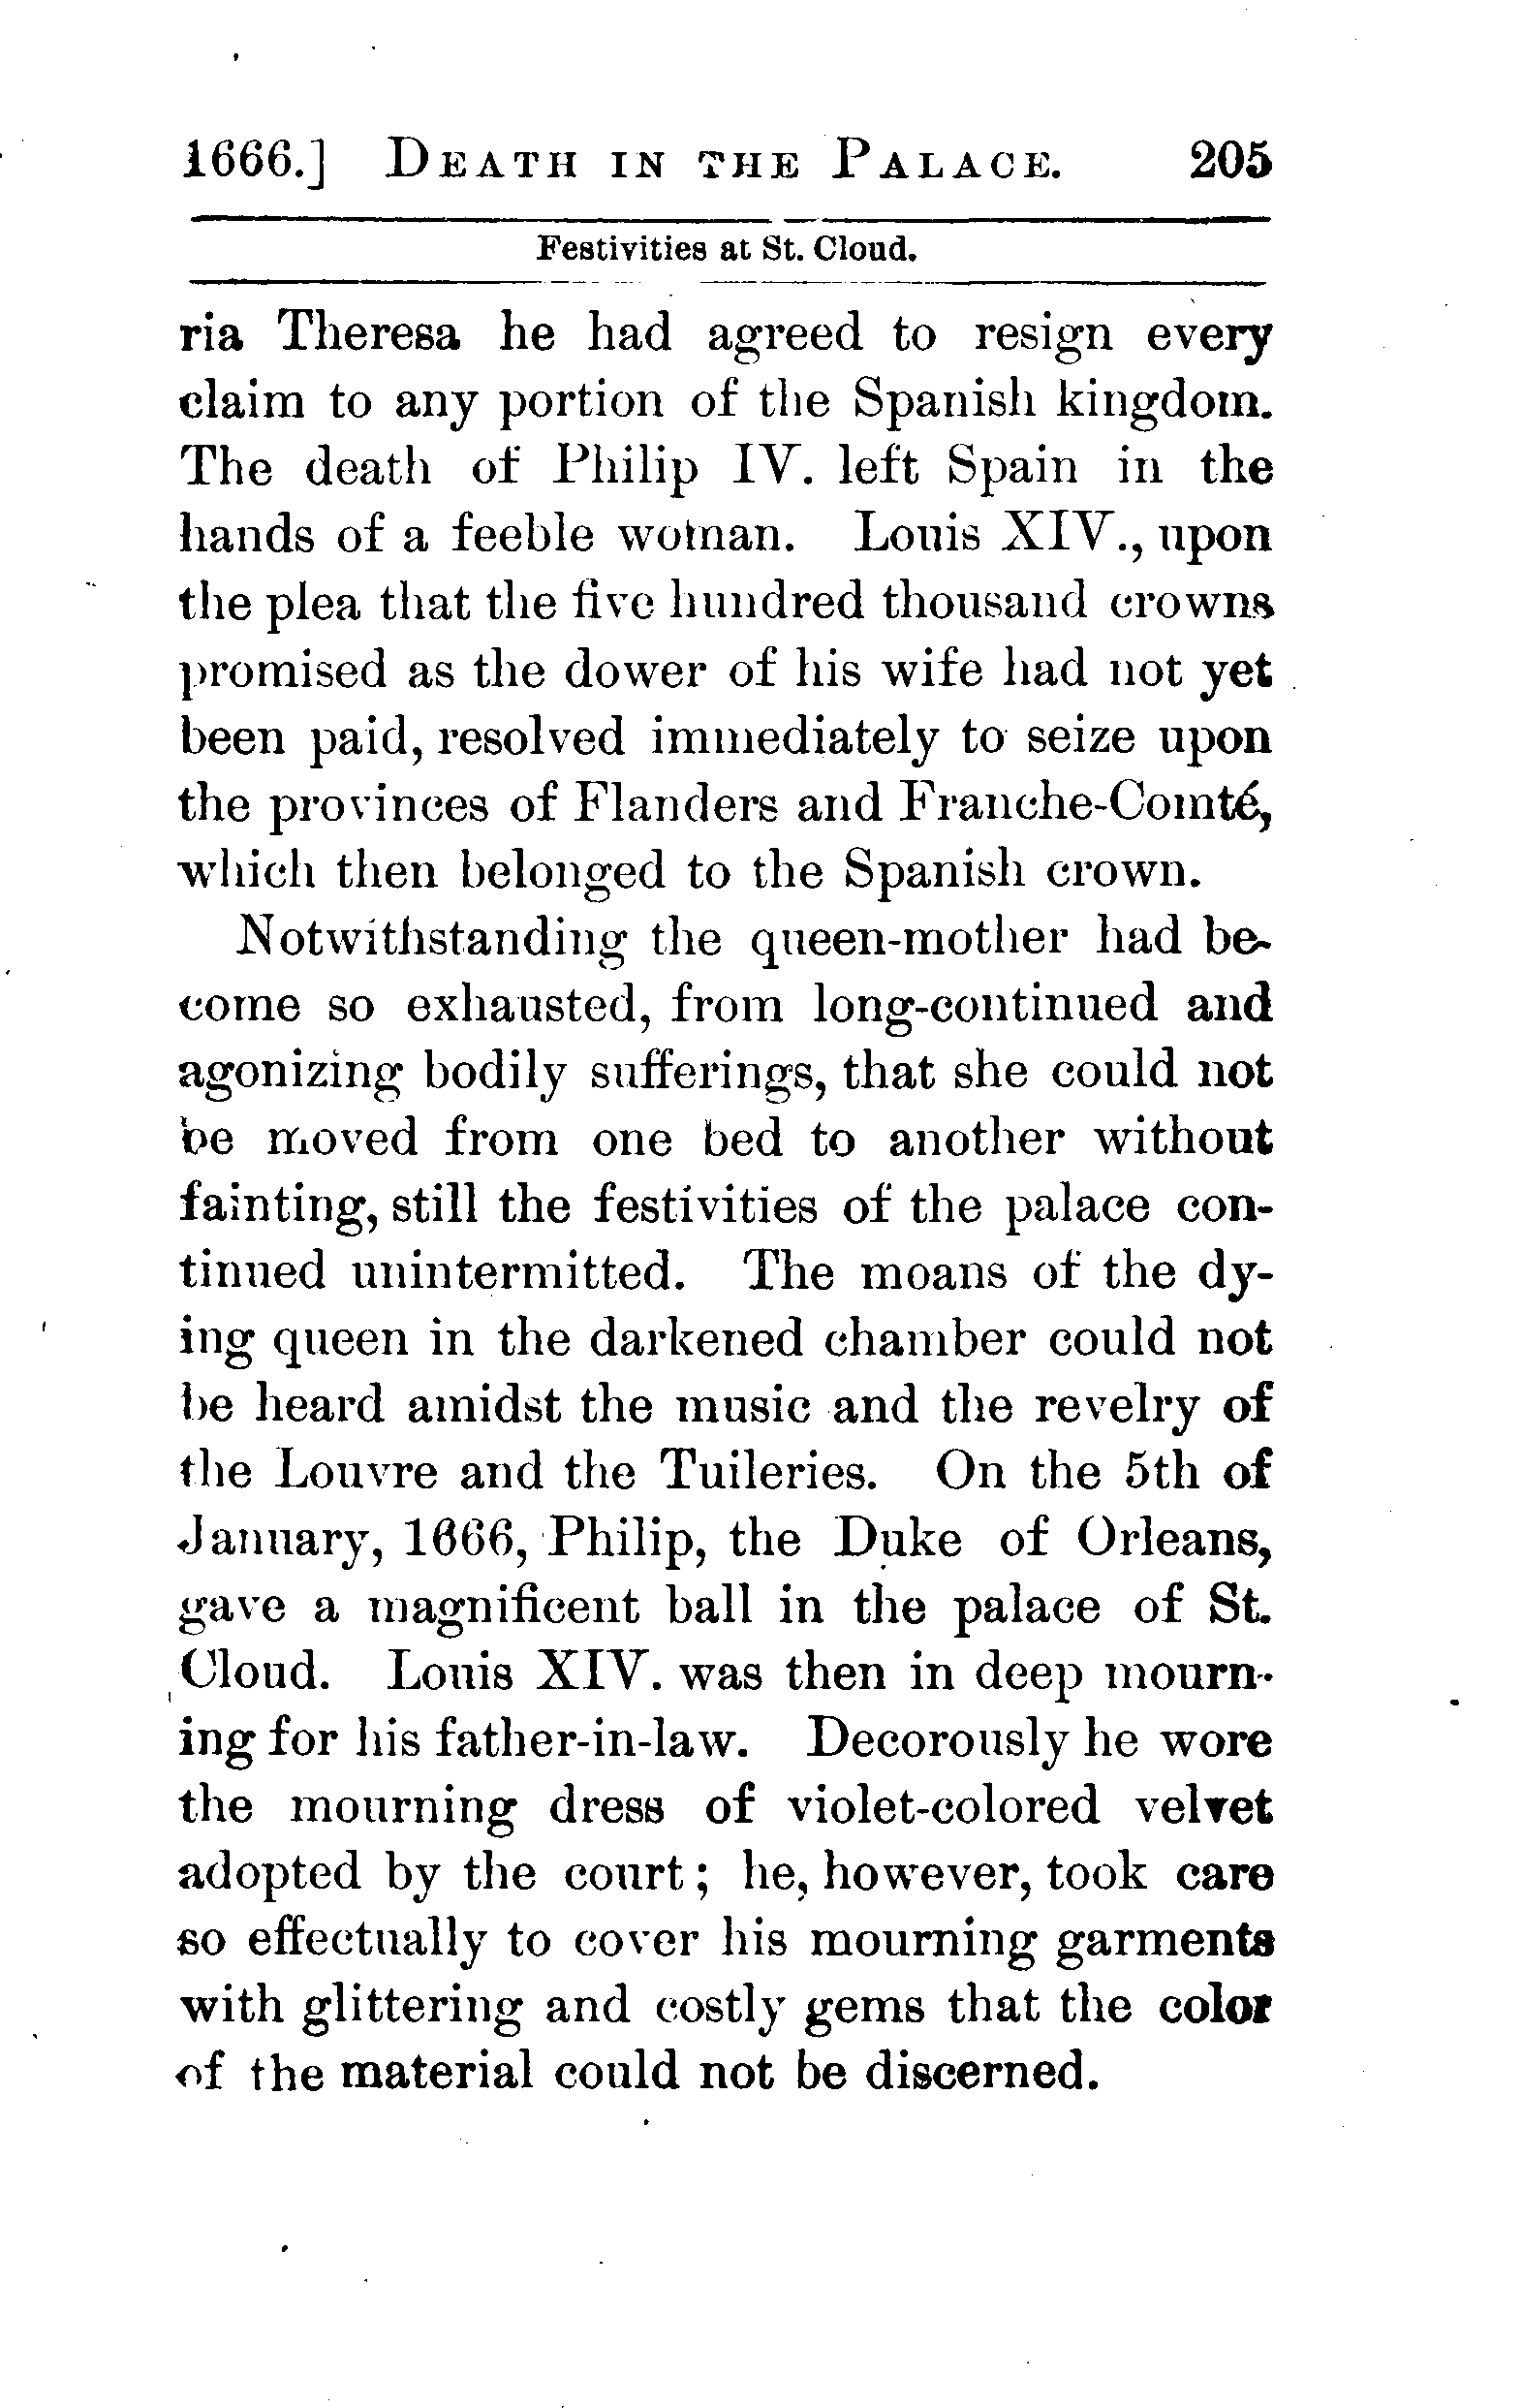 1666.] DEATH IN THE PALACE. 205
Festivities at St. Cloud.
ria Theresa he had agreed to resign every
claim to any portion of the Spanish kingdom.
The death of Philip IV. left Spain in the
hands of a feeble woman. Louis XIV., upon
the plea that the five hundred thousand crowns
promised as the dower of his wife had not yet
been paid, resolved immediately to seize upon
the provinces of Flanders and Franche-Comté,
which then belonged to the Spanish crown.
Notwithstanding the queen-mother had be-
come so exhausted, from long-continued and
agonizing bodily sufferings, that she could not
be moved from one bed to another without
fainting, still the festivities of the palace con-
tinued unintermitted. The moans of the dy-
ing queen in the darkened chamber could not
be heard amidst the music and the revelry of
the Louvre and the Tuileries. On the 5th of
January, 1666, Philip, the Duke of Orleans,
gave a magnificent ball in the palace of St.
Cloud. Louis XIV. was then in deep mourn-
ing for his father-in-law. Decorously he wore
the mourning dress of violet-colored velvet
adopted by the court; he, however, took care
so effectually to cover his mourning garments
with glittering and costly gems that the color
of the material could not be discerned.